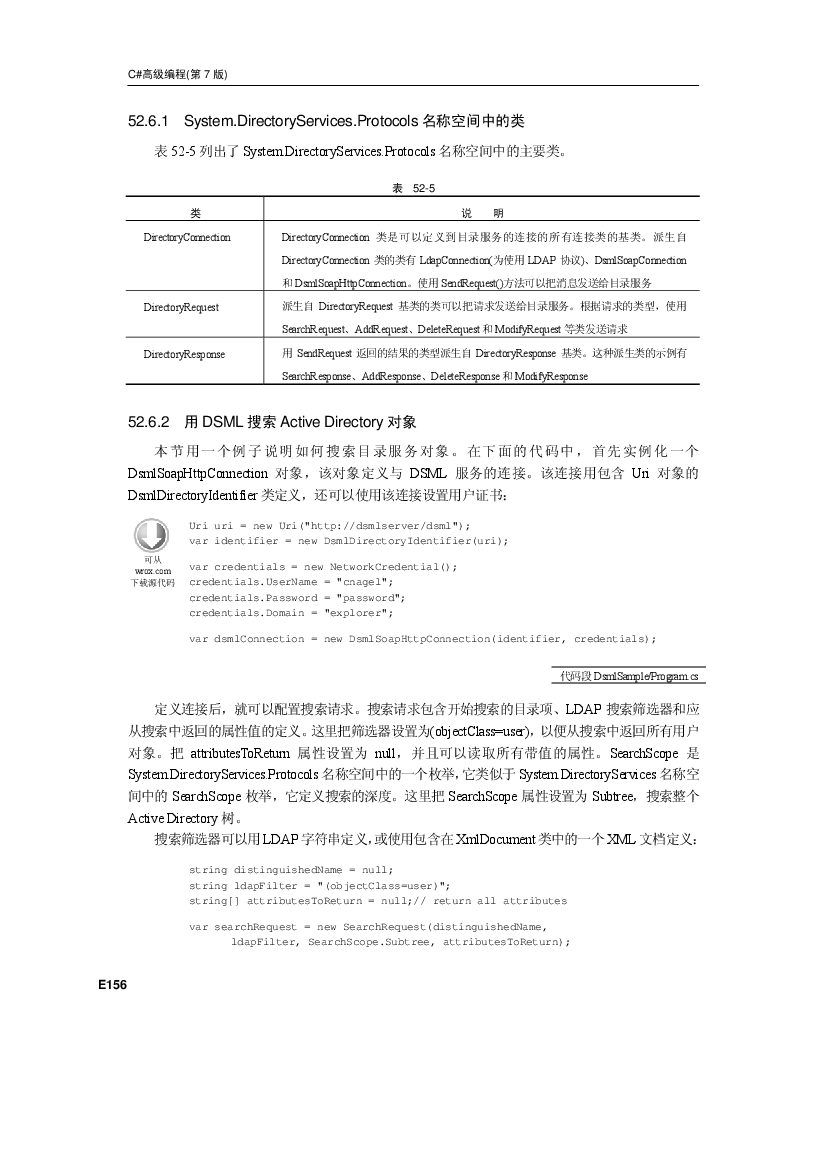 C#高级编程(第 7 版)
52.6.1 System.DirectoryServices.Protocols 名称空间中的类
表 52-5 列出了 System.DirectoryServices.Protocols 名称空间中的主要类。
表 52-5
类 说 明
DirectoryConnection DirectoryConnection 类是可以定义到目录服务的连接的所有连接类的基类。派生自
DirectoryConnection 类的类有 LdapConnection(为使用 LDAP 协议)、DsmlSoapConnection
和 DsmlSoapHttpConnection。使用 SendRequest()方法可以把消息发送给目录服务
DirectoryRequest 派生自 DirectoryRequest 基类的类可以把请求发送给目录服务。根据请求的类型，使用
SearchRequest、AddRequest、DeleteRequest 和 ModifyRequest 等类发送请求
DirectoryResponse 用 SendRequest 返回的结果的类型派生自 DirectoryResponse 基类。这种派生类的示例有
SearchResponse、AddResponse、DeleteResponse 和 ModifyResponse
52.6.2 用 DSML 搜索 Active Directory 对象
本节用一个例子说明如何搜索目录服务对象。在下面的代码中，首先实例化一个
DsmlSoapHttpConnection 对象，该对象定义与 DSML 服务的连接。该连接用包含 Uri 对象的
DsmlDirectoryIdentifier 类定义，还可以使用该连接设置用户证书：
Uri uri = new Uri("http://dsmlserver/dsml");
var identifier = new DsmlDirectoryIdentifier(uri);
可从
wrox.com
下载源代码
var credentials = new NetworkCredential();
credentials.UserName = "cnagel";
credentials.Password = "password";
credentials.Domain = "explorer";
var dsmlConnection = new DsmlSoapHttpConnection(identifier, credentials);
代码段 DsmlSample/Program.cs
定义连接后，就可以配置搜索请求。搜索请求包含开始搜索的目录项、LDAP 搜索筛选器和应
从搜索中返回的属性值的定义。这里把筛选器设置为(objectClass=user)，以便从搜索中返回所有用户
对象。把 attributesToReturn 属性设置为 null，并且可以读取所有带值的属性。SearchScope 是
System.DirectoryServices.Protocols 名称空间中的一个枚举，它类似于 System.DirectoryServices 名称空
间中的 SearchScope 枚举，它定义搜索的深度。这里把 SearchScope 属性设置为 Subtree，搜索整个
Active Directory 树。
搜索筛选器可以用 LDAP 字符串定义，或使用包含在 XmlDocument 类中的一个 XML 文档定义：
string distinguishedName = null;
string ldapFilter = "(objectClass=user)";
string[] attributesToReturn = null;// return all attributes
var searchRequest = new SearchRequest(distinguishedName,
ldapFilter, SearchScope.Subtree, attributesToReturn);
E156